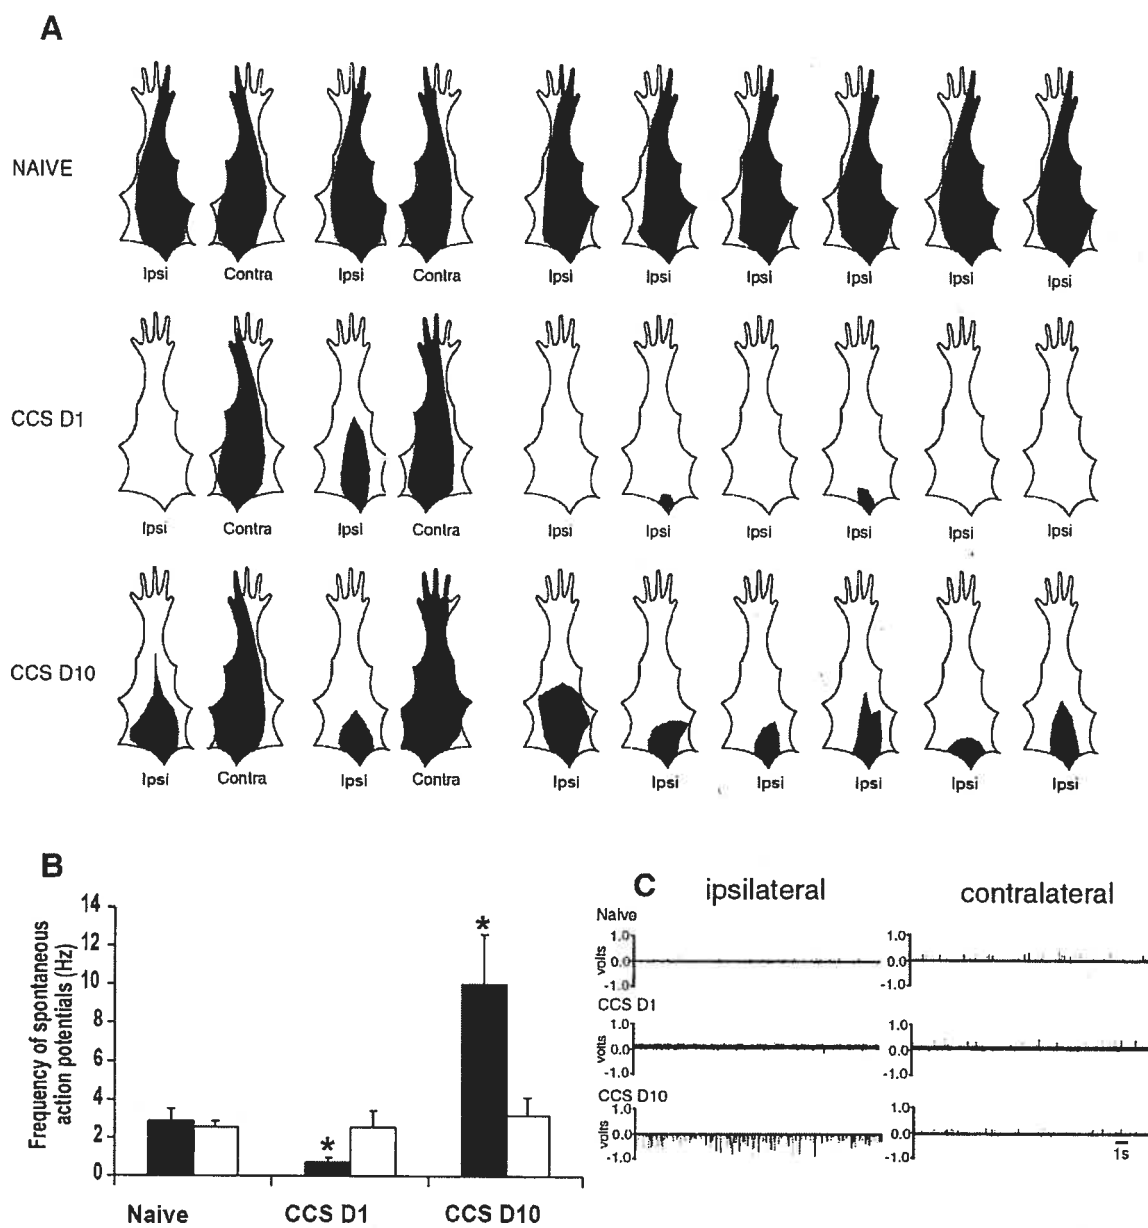 A
NAIVE
Ipsi Contra Ipsi Contra Ipsi Ipsi Ipsi Ipsi Ipsi Ipsi
CCS D1
Ipsi Contra Ipsi Contra Ipsi Ipsi Ipsi Ipsi Ipsi Ipsi
CCS D10
Ipsi Contra Ipsi Contra Ipsi Ipsi Ipsi Ipsi Ipsi Ipsi
B
Frequency of spontaneous
action potentials (Hz)
14
12
10
8
6
4
2
0
*
*
Naive CCS D1 CCS D10
C
ipsilateral contralateral
Naive
volts
1.0 1.0
0.0 0.0
-1.0 -1.0
CCS D1
volts
1.0 1.0
0.0 0.0
-1.0 -1.0
CCS D10
volts
1.0 1.0
0.0 0.0
-1.0 -1.0
1s